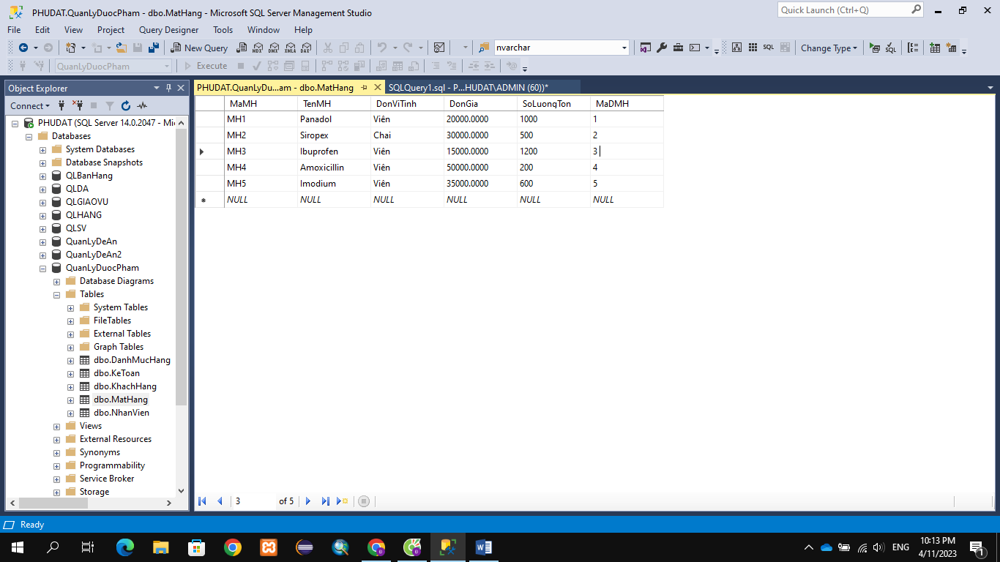 PHUDAT.QuanLyDuocPham - dbo.MatHang - Microsoft SQL Server Management Studio
Quick Launch (Ctrl+Q)
File Edit View Project Query Designer Tools Window Help
New Query MDX DMX XMLA DAX nvarchar SQL Change Type SQL
QuanLyDuocPham Execute
Object Explorer
PHUDAT.QuanLyDu...am - dbo.MatHang SQLQuery1.sql - P...HUDAT\ADMIN (60))*
Connect
MaMH TenMH DonViTinh DonGia SoLuongTon MaDMH
MH1 Panadol Viên 20000.0000 1000 1
MH2 Siropex Chai 30000.0000 500 2
MH3 Ibuprofen Viên 15000.0000 1200 3
MH4 Amoxicillin Viên 50000.0000 200 4
MH5 Imodium Viên 35000.0000 600 5
NULL NULL NULL NULL NULL NULL
PHUDAT (SQL Server 14.0.2047 - Mi
Databases
System Databases
Database Snapshots
QLBanHang
QLDA
QLGIAOVU
QLHANG
QLSV
QuanLyDeAn
QuanLyDeAn2
QuanLyDuocPham
Database Diagrams
Tables
System Tables
FileTables
External Tables
Graph Tables
dbo.DanhMucHang
dbo.KeToan
dbo.KhachHang
dbo.MatHang
dbo.NhanVien
Views
External Resources
Synonyms
Programmability
Service Broker
Storage
3 of 5
Ready
ENG
10:13 PM
4/11/2023
1